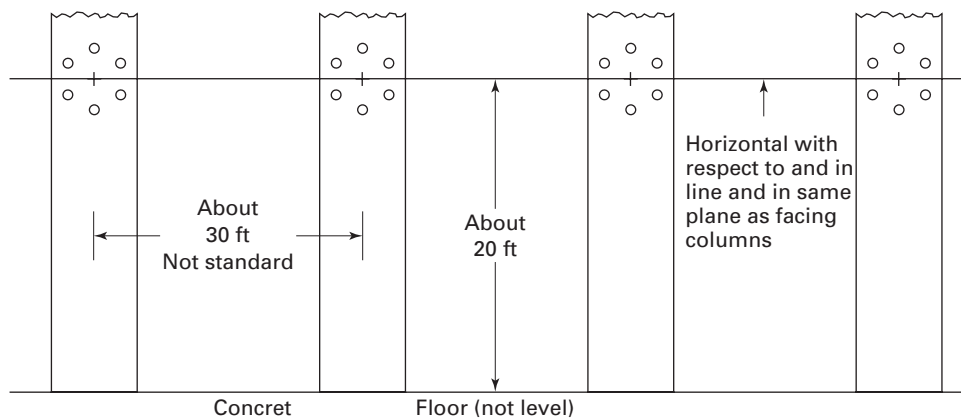 Horizontal with
respect to and in
line and in same
plane as facing
columns
About
30 ft
Not standard
About
20 ft
Concret Floor (not level)